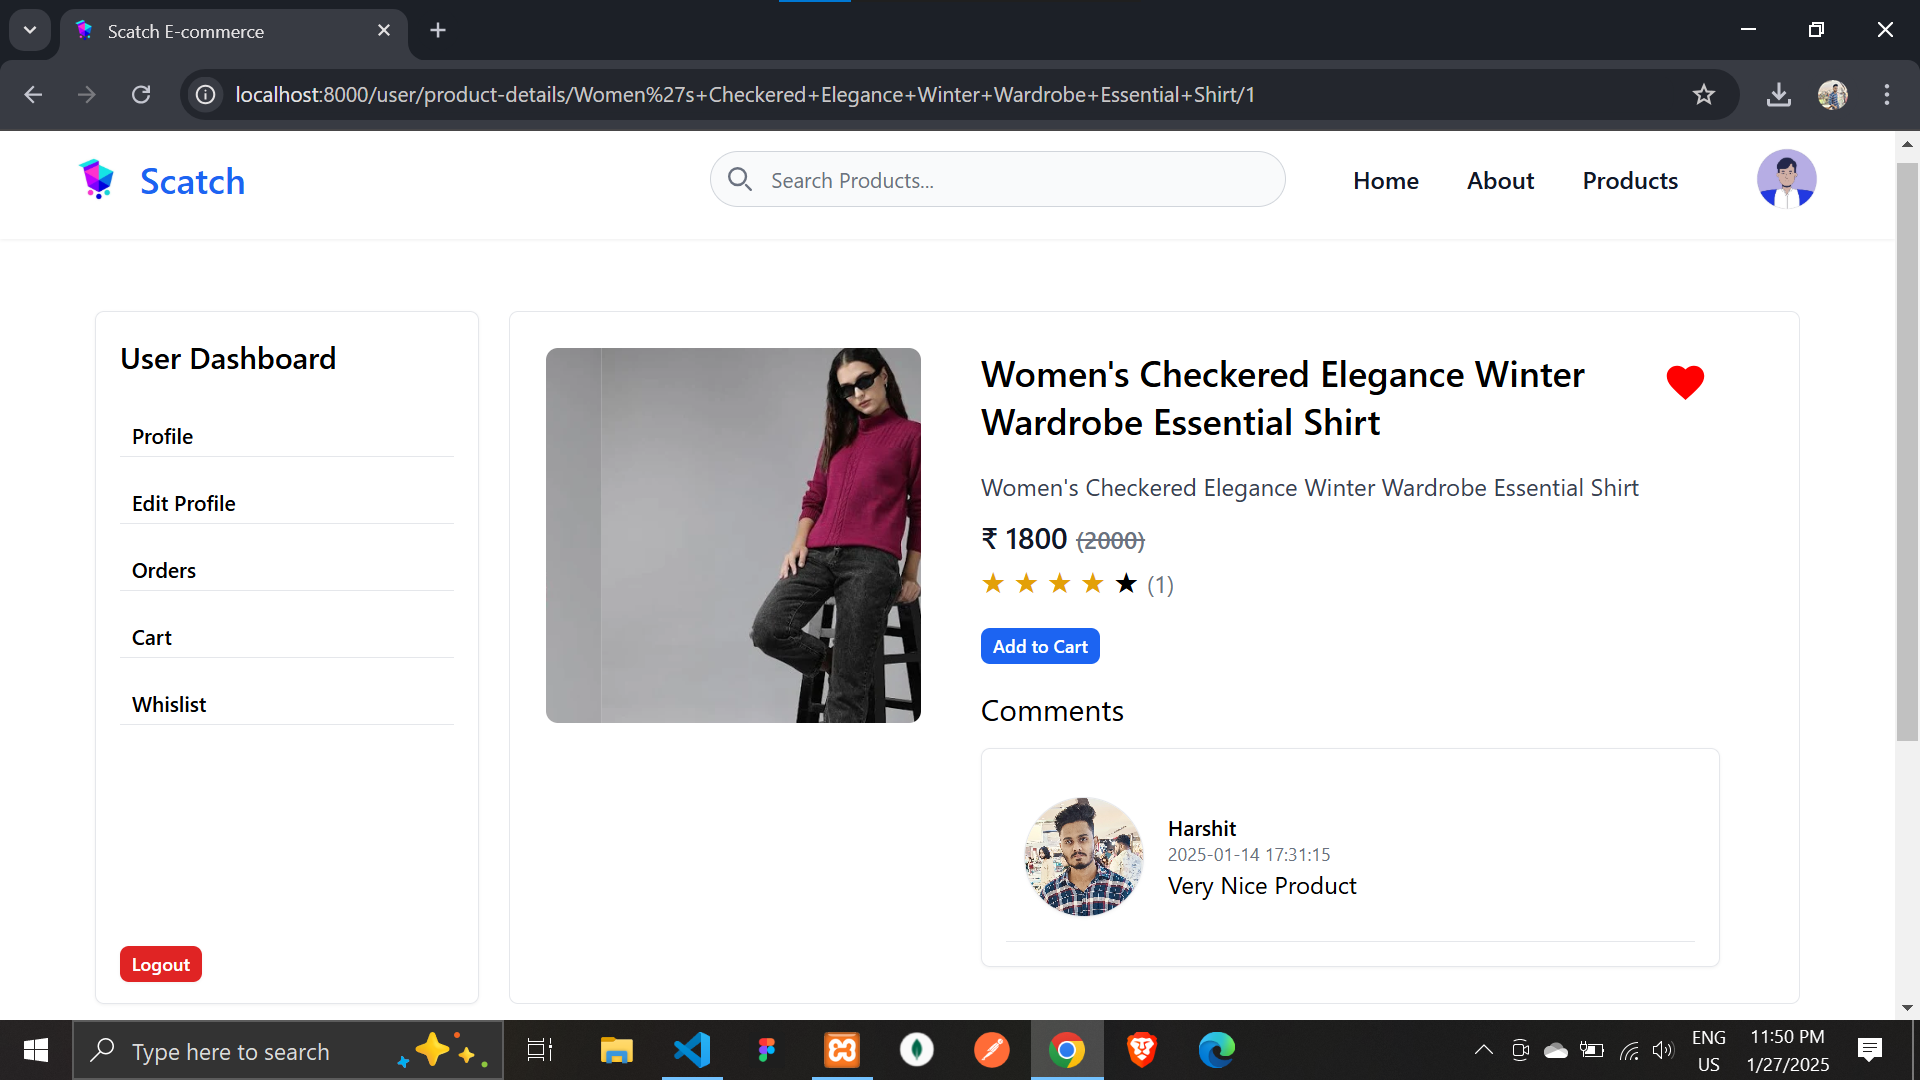 Scatch E-commerce
localhost:8000/user/product-details/Women%27s+Checkered+Elegance+Winter+Wardrobe+Essential+Shirt/1
Scatch
Search Products...
Home
About
Products
User Dashboard
Profile
Edit Profile
Orders
Cart
Whislist
Logout
Women's Checkered Elegance Winter
Wardrobe Essential Shirt
Women's Checkered Elegance Winter Wardrobe Essential Shirt
₹ 1800 (2000)
★ ★ ★ ★ ★ (1)
Add to Cart
Comments
Harshit
2025-01-14 17:31:15
Very Nice Product
Type here to search
ENG
US
11:50 PM
1/27/2025